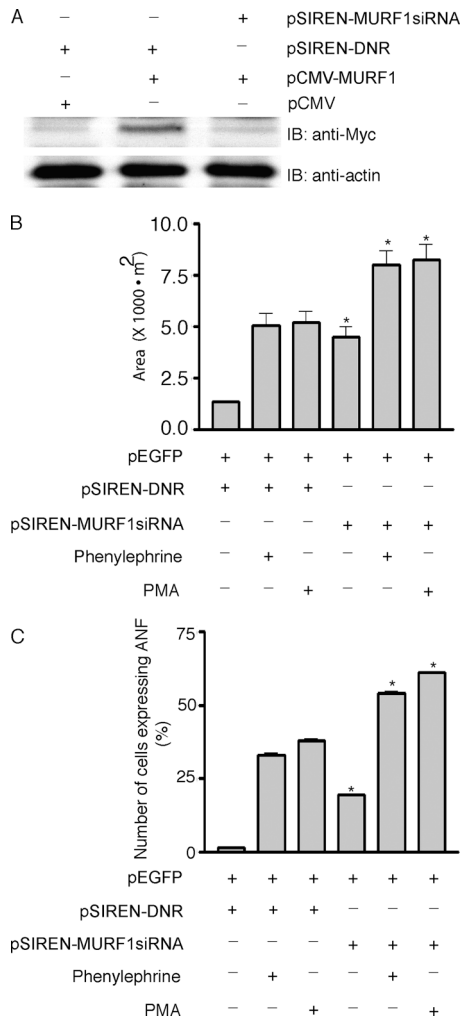 A
− − + pSIREN-MURF1siRNA
+ + − pSIREN-DNR
− + + pCMV-MURF1
+ − − pCMV
IB: anti-Myc
IB: anti-actin
B
Area (X 1000 • m2)
10.0
7.5
5.0
2.5
0.0
* * *
pEGFP + + + + + +
pSIREN-DNR + + + − − −
pSIREN-MURF1siRNA − − − + + +
Phenylephrine − + − − + −
PMA − − + − − +
C
Number of cells expressing ANF
(%)
75
50
25
0
* * *
pEGFP + + + + + +
pSIREN-DNR + + + − − −
pSIREN-MURF1siRNA − − − + + +
Phenylephrine − + − − + −
PMA − − + − − +